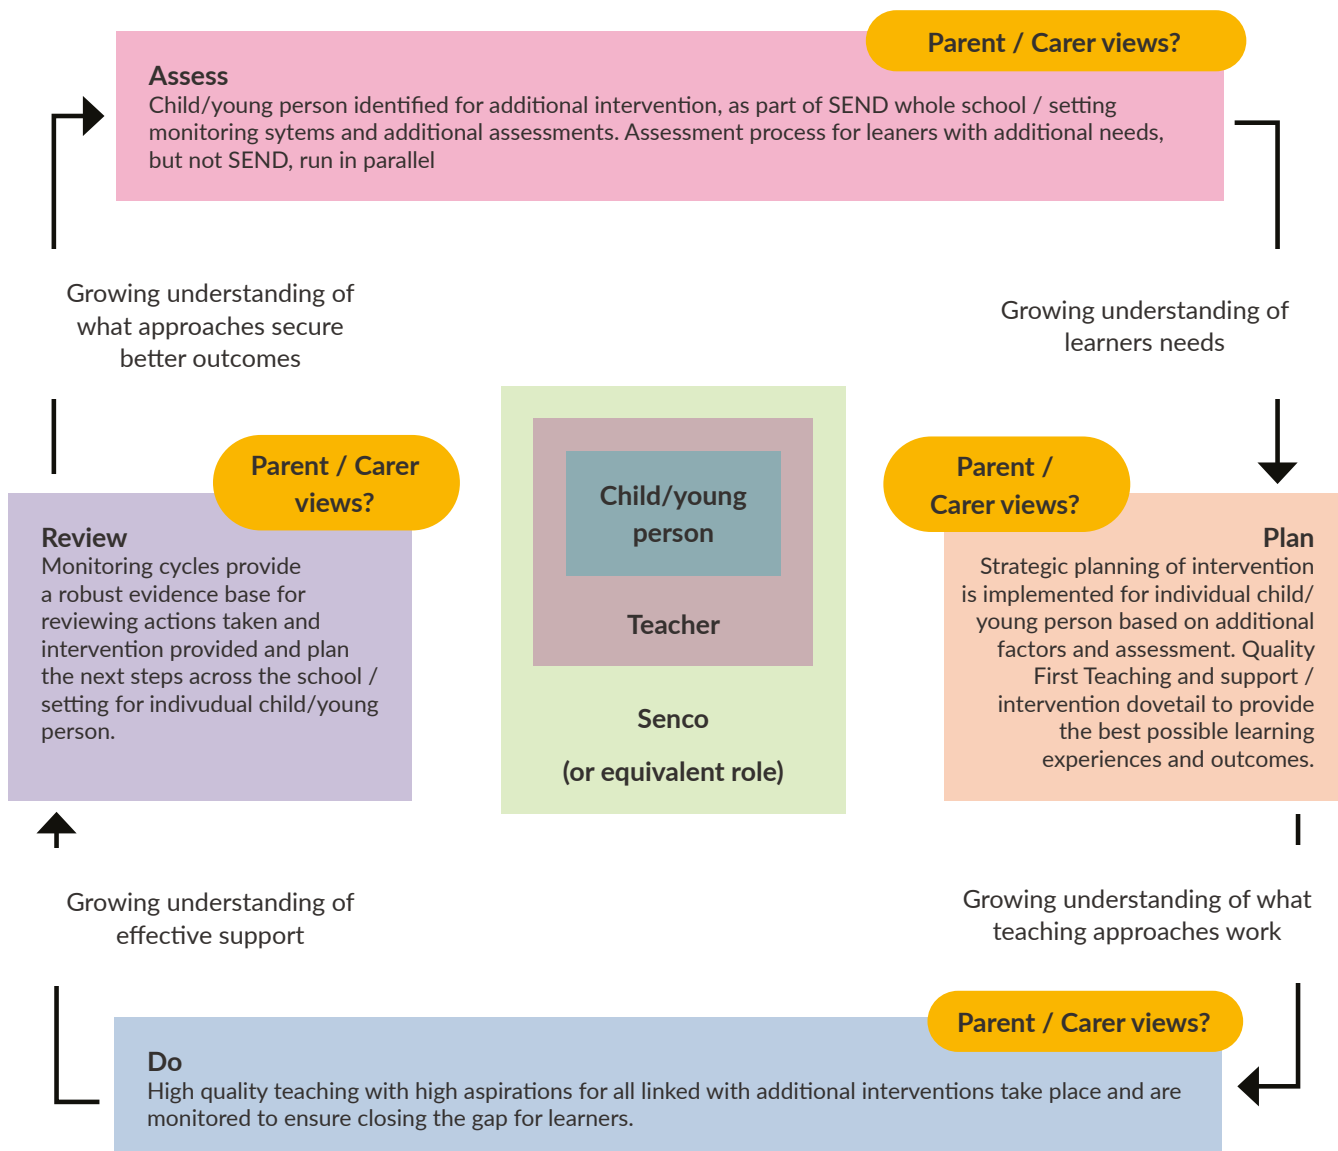 Parent / Carer views?
Assess
Child/young person identified for additional intervention, as part of SEND whole school / setting
monitoring sytems and additional assessments. Assessment process for leaners with additional needs,
but not SEND, run in parallel
Growing understanding of
what approaches secure
better outcomes
Growing understanding of
learners needs
Parent / Carer
views?
Review
Monitoring cycles provide
a robust evidence base for
reviewing actions taken and
intervention provided and plan
the next steps across the school /
setting for indivudual child/young
person.
Child/young
person
Teacher
Senco
(or equivalent role)
Parent /
Carer views?
Plan
Strategic planning of intervention
is implemented for individual child/
young person based on additional
factors and assessment. Quality
First Teaching and support /
intervention dovetail to provide
the best possible learning
experiences and outcomes.
Growing understanding of
effective support
Growing understanding of what
teaching approaches work
Parent / Carer views?
Do
High quality teaching with high aspirations for all linked with additional interventions take place and are
monitored to ensure closing the gap for learners.